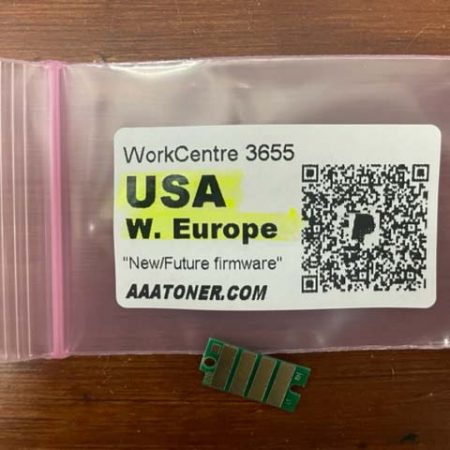 WorkCentre 3655
USA
W. Europe
"New/Future firmware"
AAATONER.COM